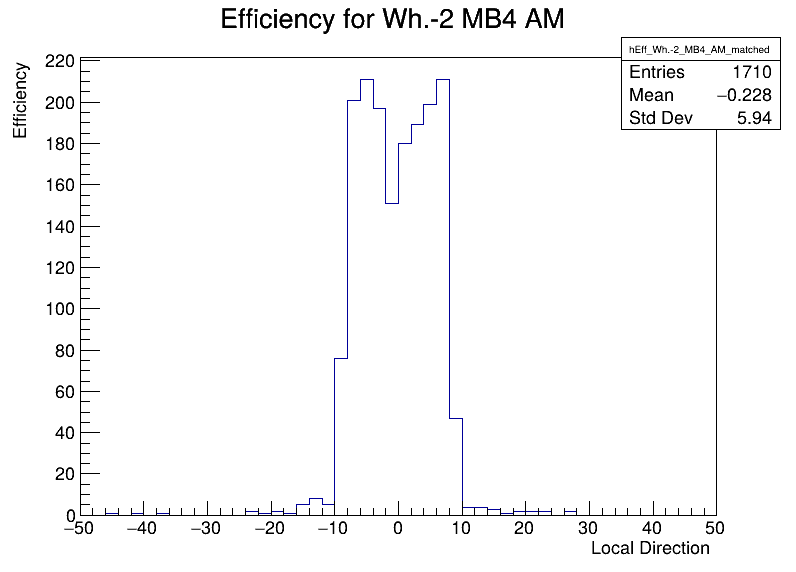 Efficiency for Wh.-2 MB4 AM
hEff_Wh.-2_MB4_AM_matched
Entries 1710
Mean −0.228
Std Dev 5.94
Efficiency
220
200
180
160
140
120
100
80
60
40
20
0
−50 −40 −30 −20 −10 0 10 20 30 40 50
Local Direction